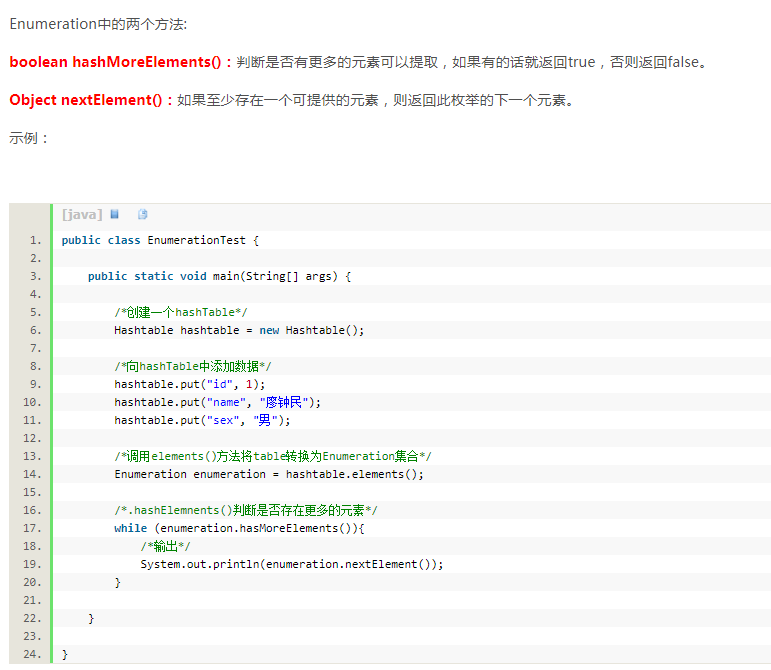 Enumeration中的两个方法:
boolean hashMoreElements()：判断是否有更多的元素可以提取，如果有的话就返回true，否则返回false。
Object nextElement()：如果至少存在一个可提供的元素，则返回此枚举的下一个元素。
示例：
[java]
1. public class EnumerationTest {
2.
3. public static void main(String[] args) {
4.
5. /*创建一个hashTable*/
6. Hashtable hashtable = new Hashtable();
7.
8. /*向hashTable中添加数据*/
9. hashtable.put("id", 1);
10. hashtable.put("name", "廖钟民");
11. hashtable.put("sex", "男");
12.
13. /*调用elements()方法将table转换为Enumeration集合*/
14. Enumeration enumeration = hashtable.elements();
15.
16. /*.hashElemnents()判断是否存在更多的元素*/
17. while (enumeration.hasMoreElements()){
18. /*输出*/
19. System.out.println(enumeration.nextElement());
20. }
21.
22. }
23.
24. }